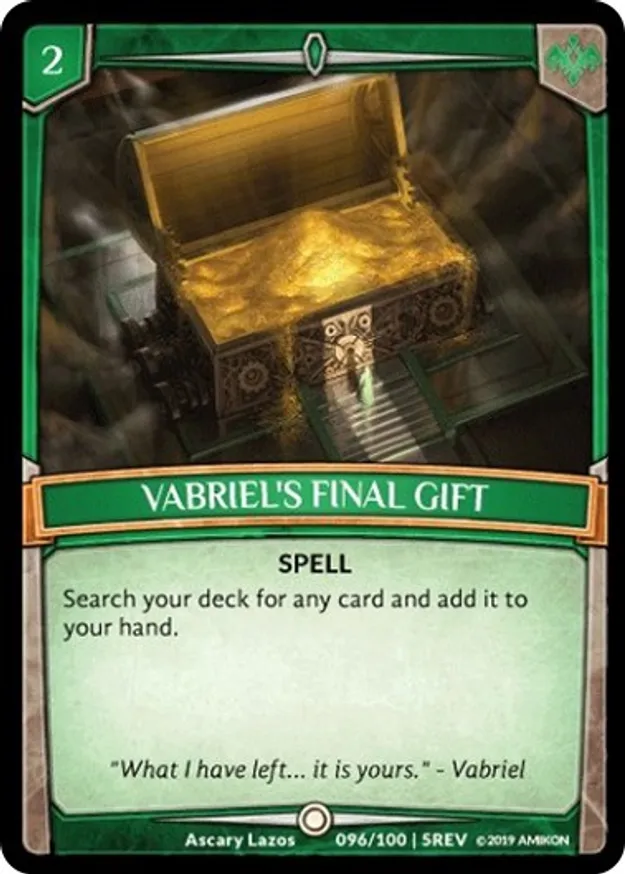 2
VABRIEL'S FINAL GIFT
SPELL
Search your deck for any card and add it to
your hand.
"What I have left... it is yours." - Vabriel
Ascary Lazos 096/100 | 5REV ©2019 AMIKON